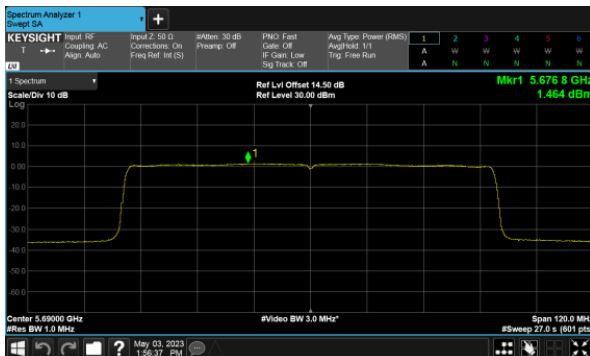 Spectrum Analyzer 1
Swept SA
+
KEYSIGHT Input: RF Input Z: 50 Ω #Atten: 30 dB PNO: Fast Avg Type: Power (RMS) 1 2 3 4 5 6
T Coupling: AC Corrections: On Preamp: Off Gate: Off Avg|Hold: 1/1 A W W W W W
Align: Auto Freq Ref: Int (S) IF Gain: Low Trig: Free Run
Sig Track: Off A N N N N N
LXI
1 Spectrum Ref Lvl Offset 14.50 dB Mkr1 5.676 8 GHz
Scale/Div 10 dB Ref Level 30.00 dBm 1.464 dBm
Log
20.0
10.0
1
0.00
-10.0
-20.0
-30.0
-40.0
-50.0
-60.0
Center 5.69000 GHz #Video BW 3.0 MHz* Span 120.0 MHz
#Res BW 1.0 MHz #Sweep 27.0 s (601 pts)
? May 03, 2023
1:56:37 PM